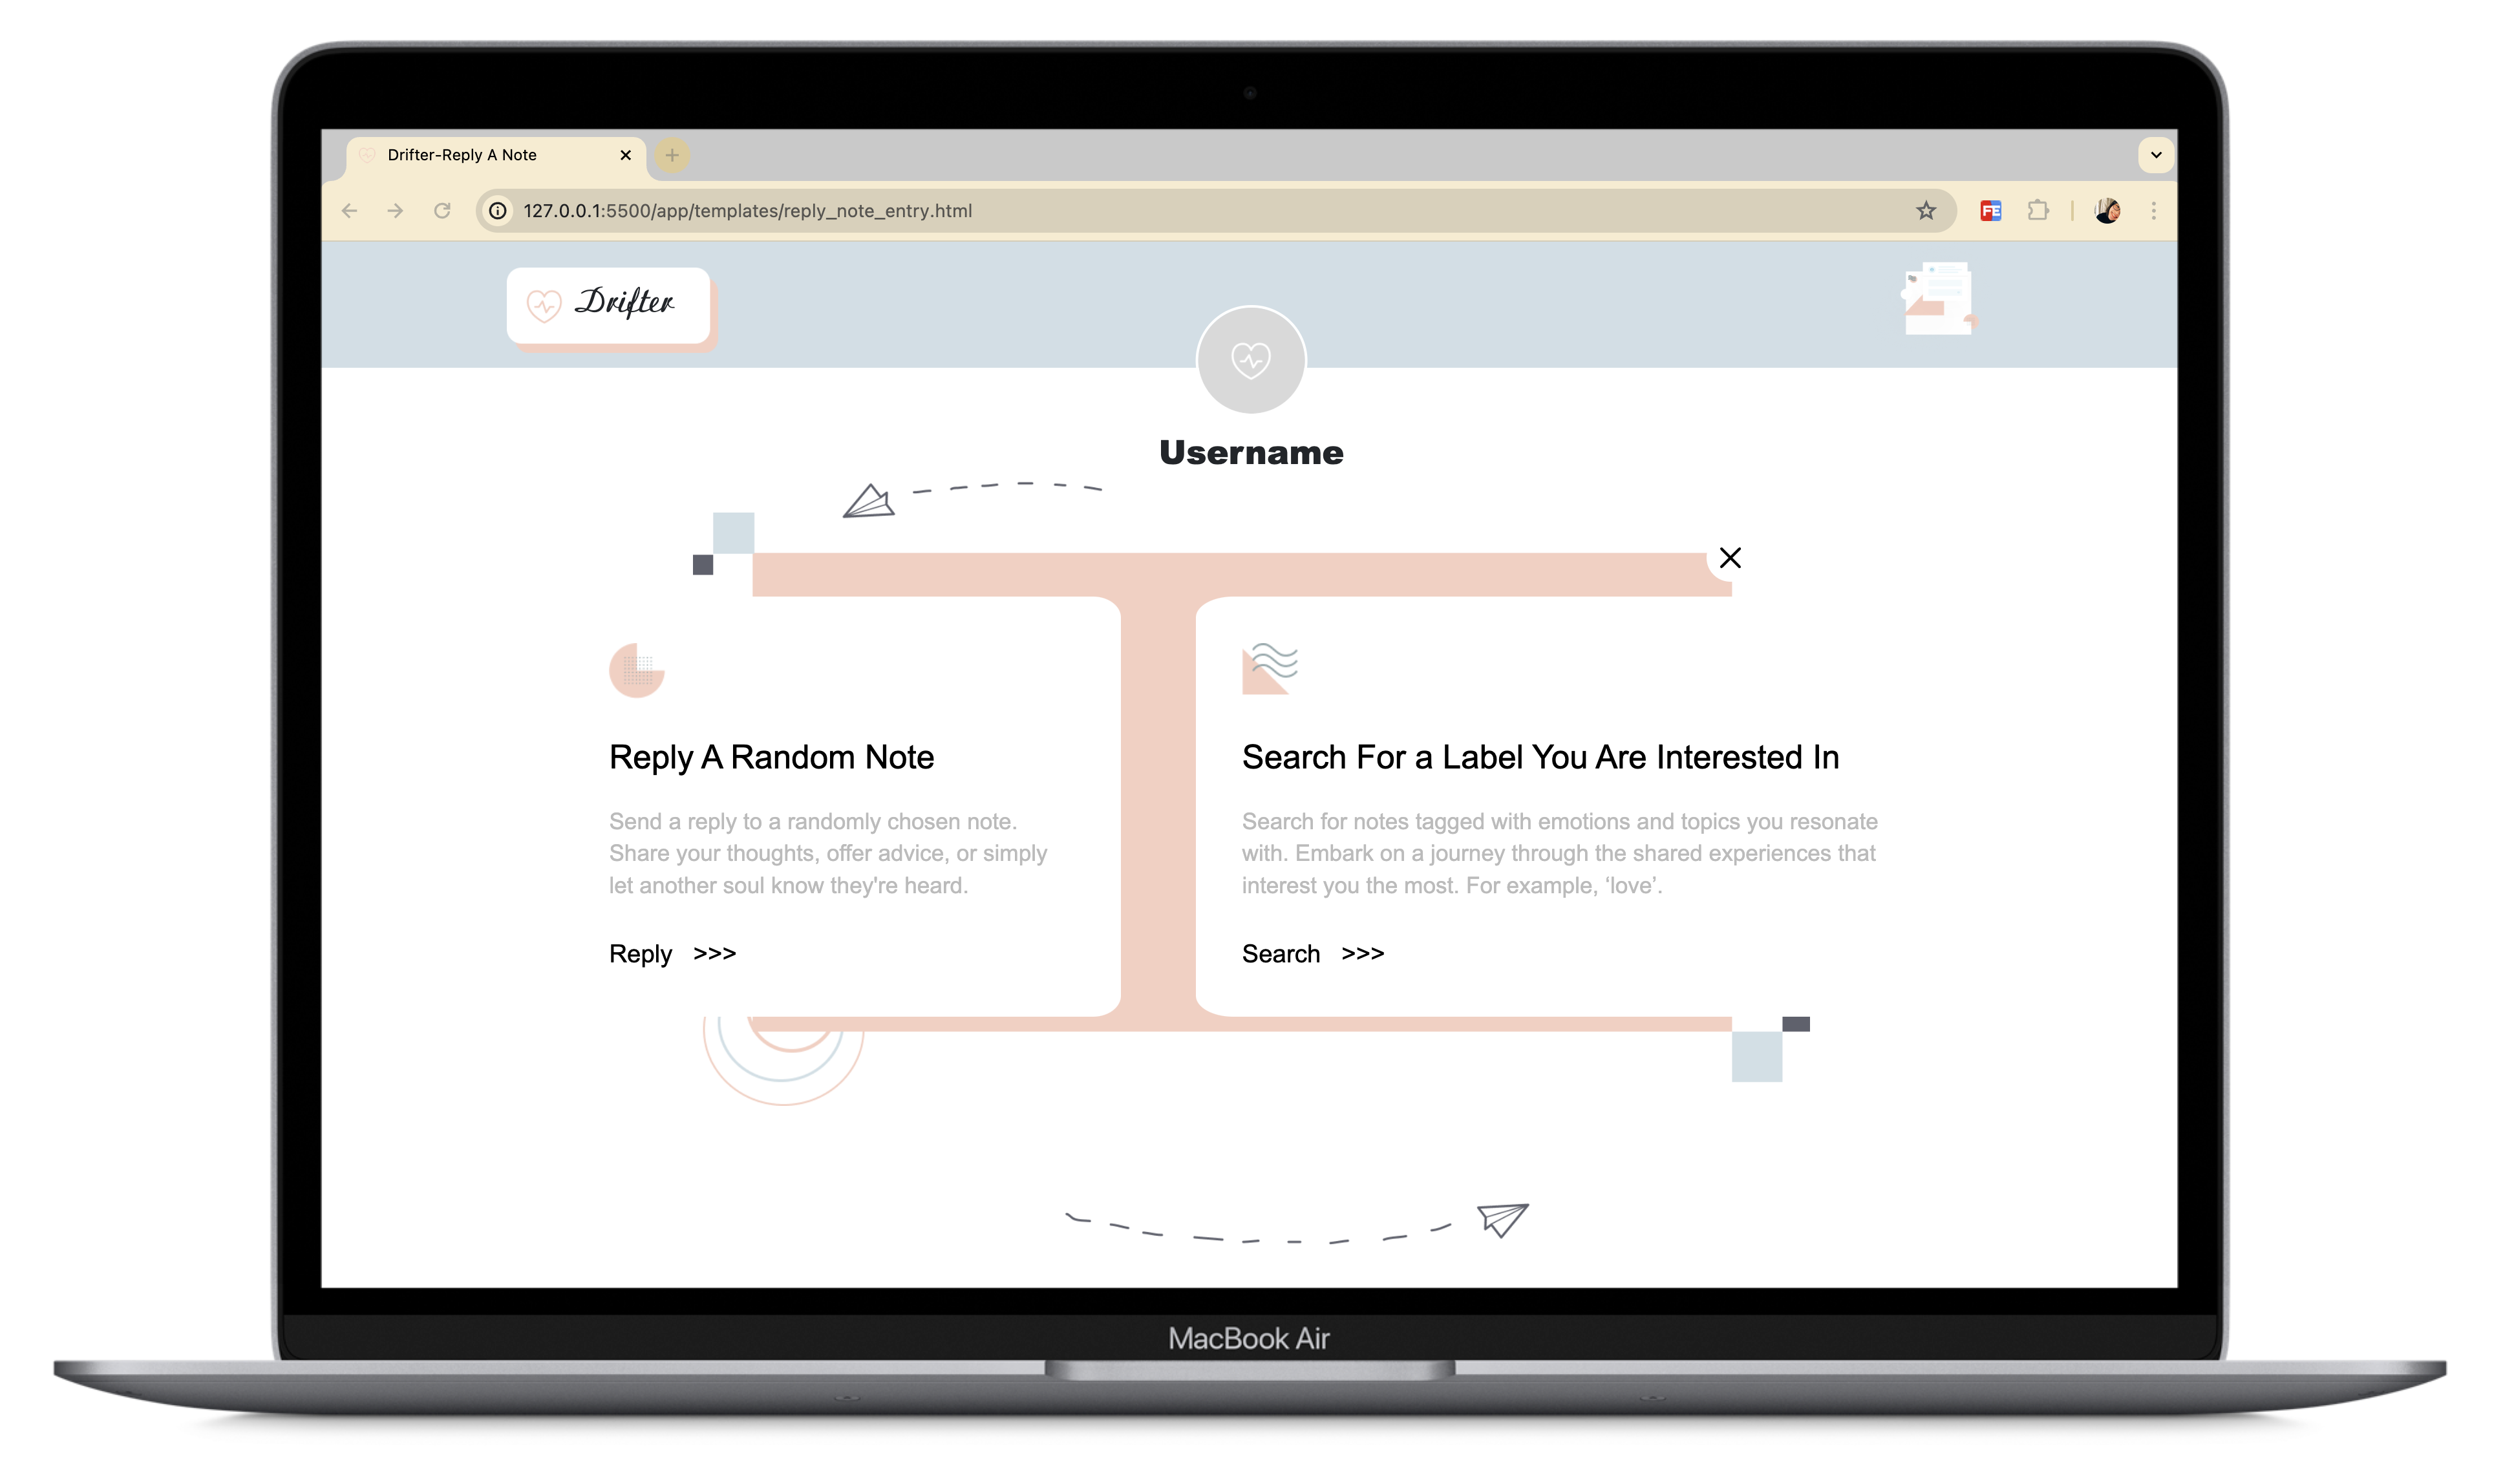 Drifter-Reply A Note
127.0.0.1:5500/app/templates/reply_note_entry.html
FE
Drifter
Username
Reply A Random Note
Send a reply to a randomly chosen note.
Share your thoughts, offer advice, or simply
let another soul know they're heard.
Reply >>>
Search For a Label You Are Interested In
Search for notes tagged with emotions and topics you resonate
with. Embark on a journey through the shared experiences that
interest you the most. For example, ‘love’.
Search >>>
MacBook Air